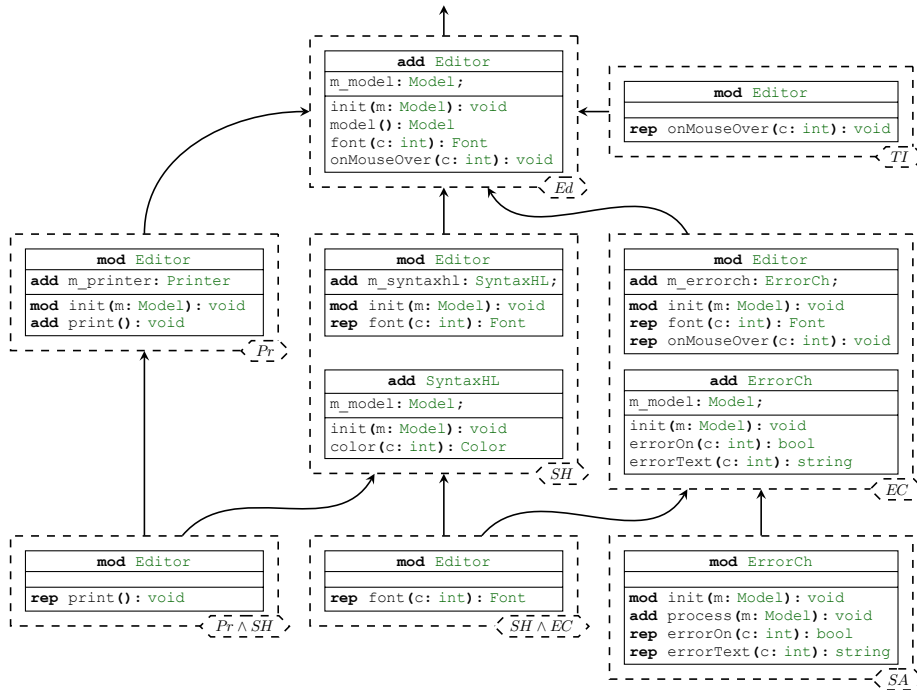 add Editor
m_model: Model;
init(m: Model): void
model(): Model
font(c: int): Font
onMouseOver(c: int): void
Ed
mod Editor
rep onMouseOver(c: int): void
TI
mod Editor
add m_printer: Printer
mod init(m: Model): void
add print(): void
Pr
mod Editor
add m_syntaxhl: SyntaxHL;
mod init(m: Model): void
rep font(c: int): Font
add SyntaxHL
m_model: Model;
init(m: Model): void
color(c: int): Color
SH
mod Editor
add m_errorch: ErrorCh;
mod init(m: Model): void
rep font(c: int): Font
rep onMouseOver(c: int): void
add ErrorCh
m_model: Model;
init(m: Model): void
errorOn(c: int): bool
errorText(c: int): string
EC
mod Editor
rep print(): void
Pr ∧ SH
mod Editor
rep font(c: int): Font
SH ∧ EC
mod ErrorCh
mod init(m: Model): void
add process(m: Model): void
rep errorOn(c: int): bool
rep errorText(c: int): string
SA